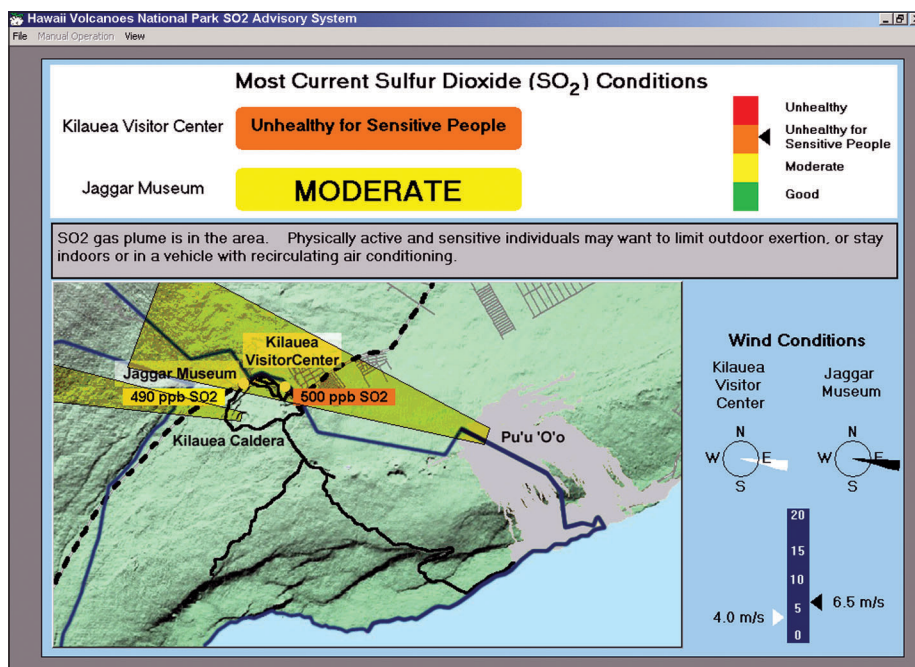 Hawaii Volcanoes National Park SO2 Advisory System
File Manual Operation View
Most Current Sulfur Dioxide (SO2) Conditions
Kilauea Visitor Center
Unhealthy for Sensitive People
Jaggar Museum
MODERATE
Unhealthy
Unhealthy for
Sensitive People
Moderate
Good
SO2 gas plume is in the area. Physically active and sensitive individuals may want to limit outdoor exertion, or stay
indoors or in a vehicle with recirculating air conditioning.
Kilauea
VisitorCenter
Jaggar Museum
490 ppb SO2
500 ppb SO2
Kilauea Caldera
Pu'u 'O'o
Wind Conditions
Kilauea
Visitor
Center
Jaggar
Museum
N
W E
S
N
W E
S
20
15
10
5
0
4.0 m/s
6.5 m/s